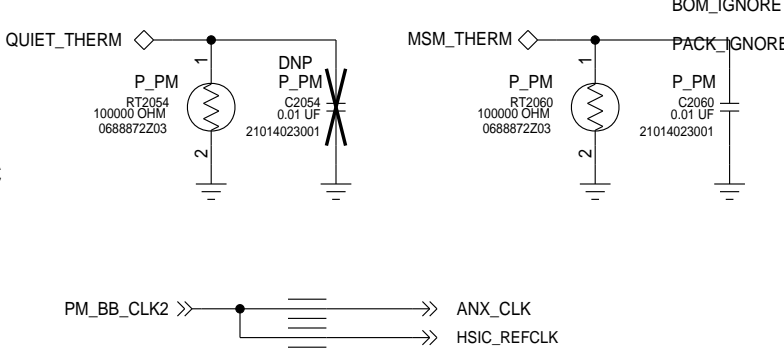 BOM_IGNORE
QUIET_THERM
MSM_THERM
PACK_IGNORE
1
DNP
P_PM
P_PM
RT2054
100000 OHM
0688872Z03
C2054
0.01 UF
21014023001
2
1
P_PM
P_PM
RT2060
100000 OHM
0688872Z03
C2060
0.01 UF
21014023001
2
PM_BB_CLK2
ANX_CLK
HSIC_REFCLK